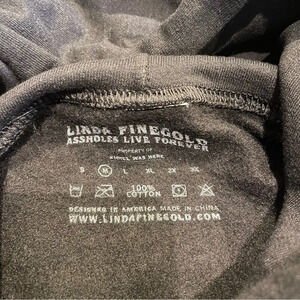 LINDA FINEGOLD
ASSHOLES LIVE FOREVER
PROPERTY OF
WAS HERE
S M L XL 2X 3X
100%
COTTON
DESIGNED IN AMERICA MADE IN CHINA
WWW.LINDAFINEGOLD.COM